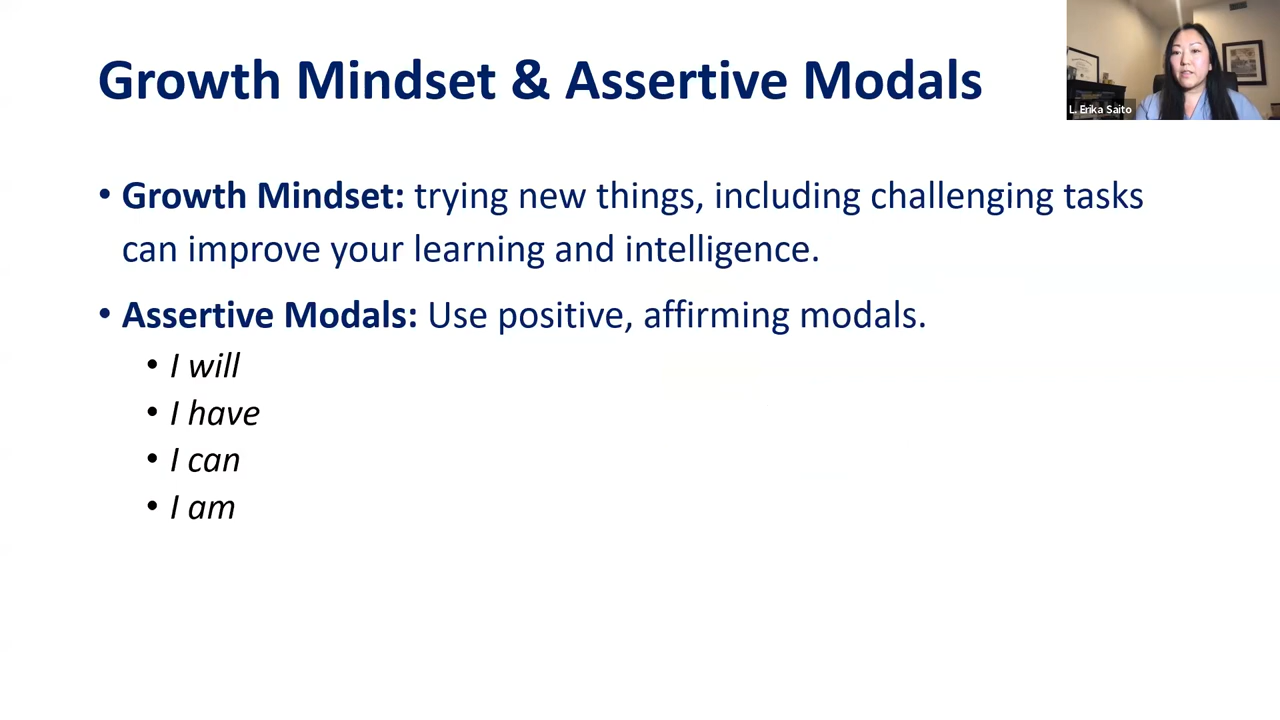 Growth Mindset & Assertive Modals
L. Erika Saito
• Growth Mindset: trying new things, including challenging tasks
can improve your learning and intelligence.
• Assertive Modals: Use positive, affirming modals.
• I will
• I have
• I can
• I am